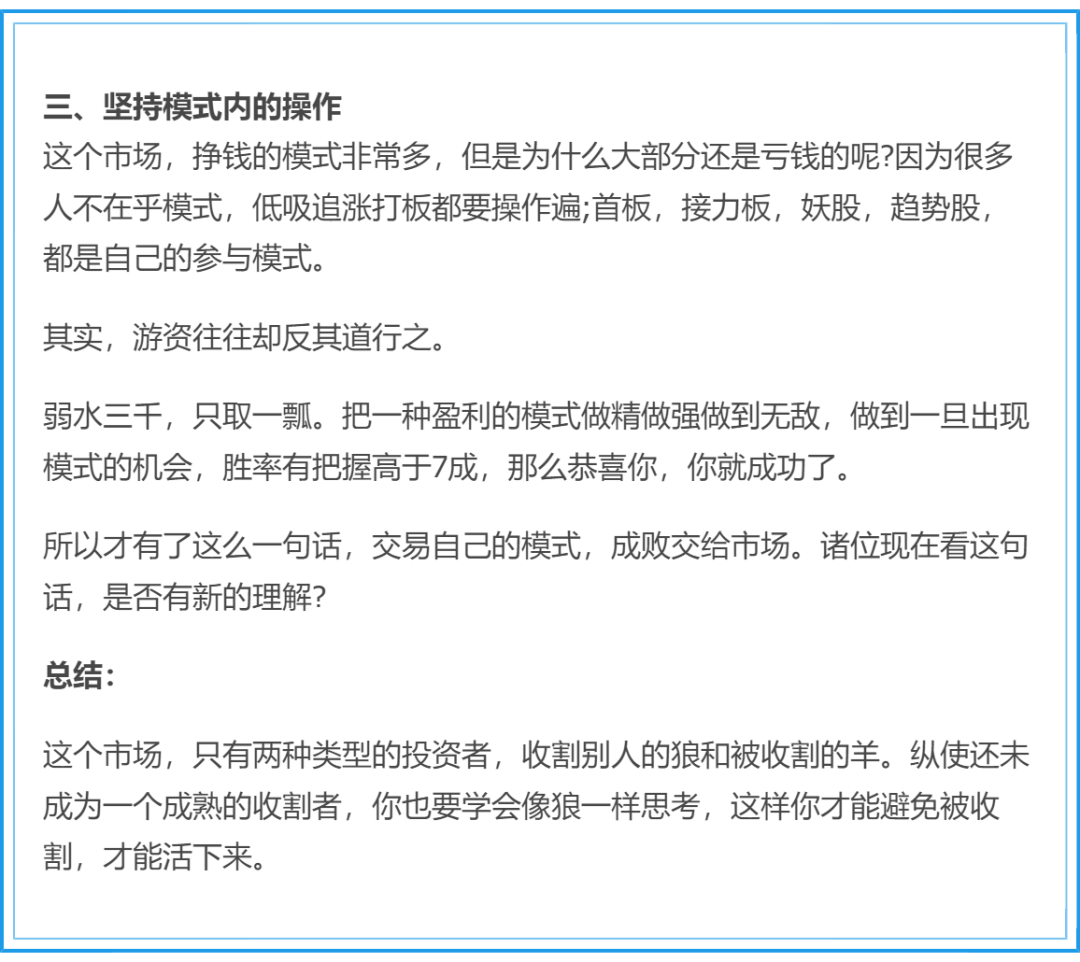 三、坚持模式内的操作
这个市场，挣钱的模式非常多，但是为什么大部分还是亏钱的呢?因为很多
人不在乎模式，低吸追涨打板都要操作遍;首板，接力板，妖股，趋势股，
都是自己的参与模式。
其实，游资往往却反其道行之。
弱水三千，只取一瓢。把一种盈利的模式做精做强做到无敌，做到一旦出现
模式的机会，胜率有把握高于7成，那么恭喜你，你就成功了。
所以才有了这么一句话，交易自己的模式，成败交给市场。诸位现在看这句
话，是否有新的理解?
总结：
这个市场，只有两种类型的投资者，收割别人的狼和被收割的羊。纵使还未
成为一个成熟的收割者，你也要学会像狼一样思考，这样你才能避免被收
割，才能活下来。